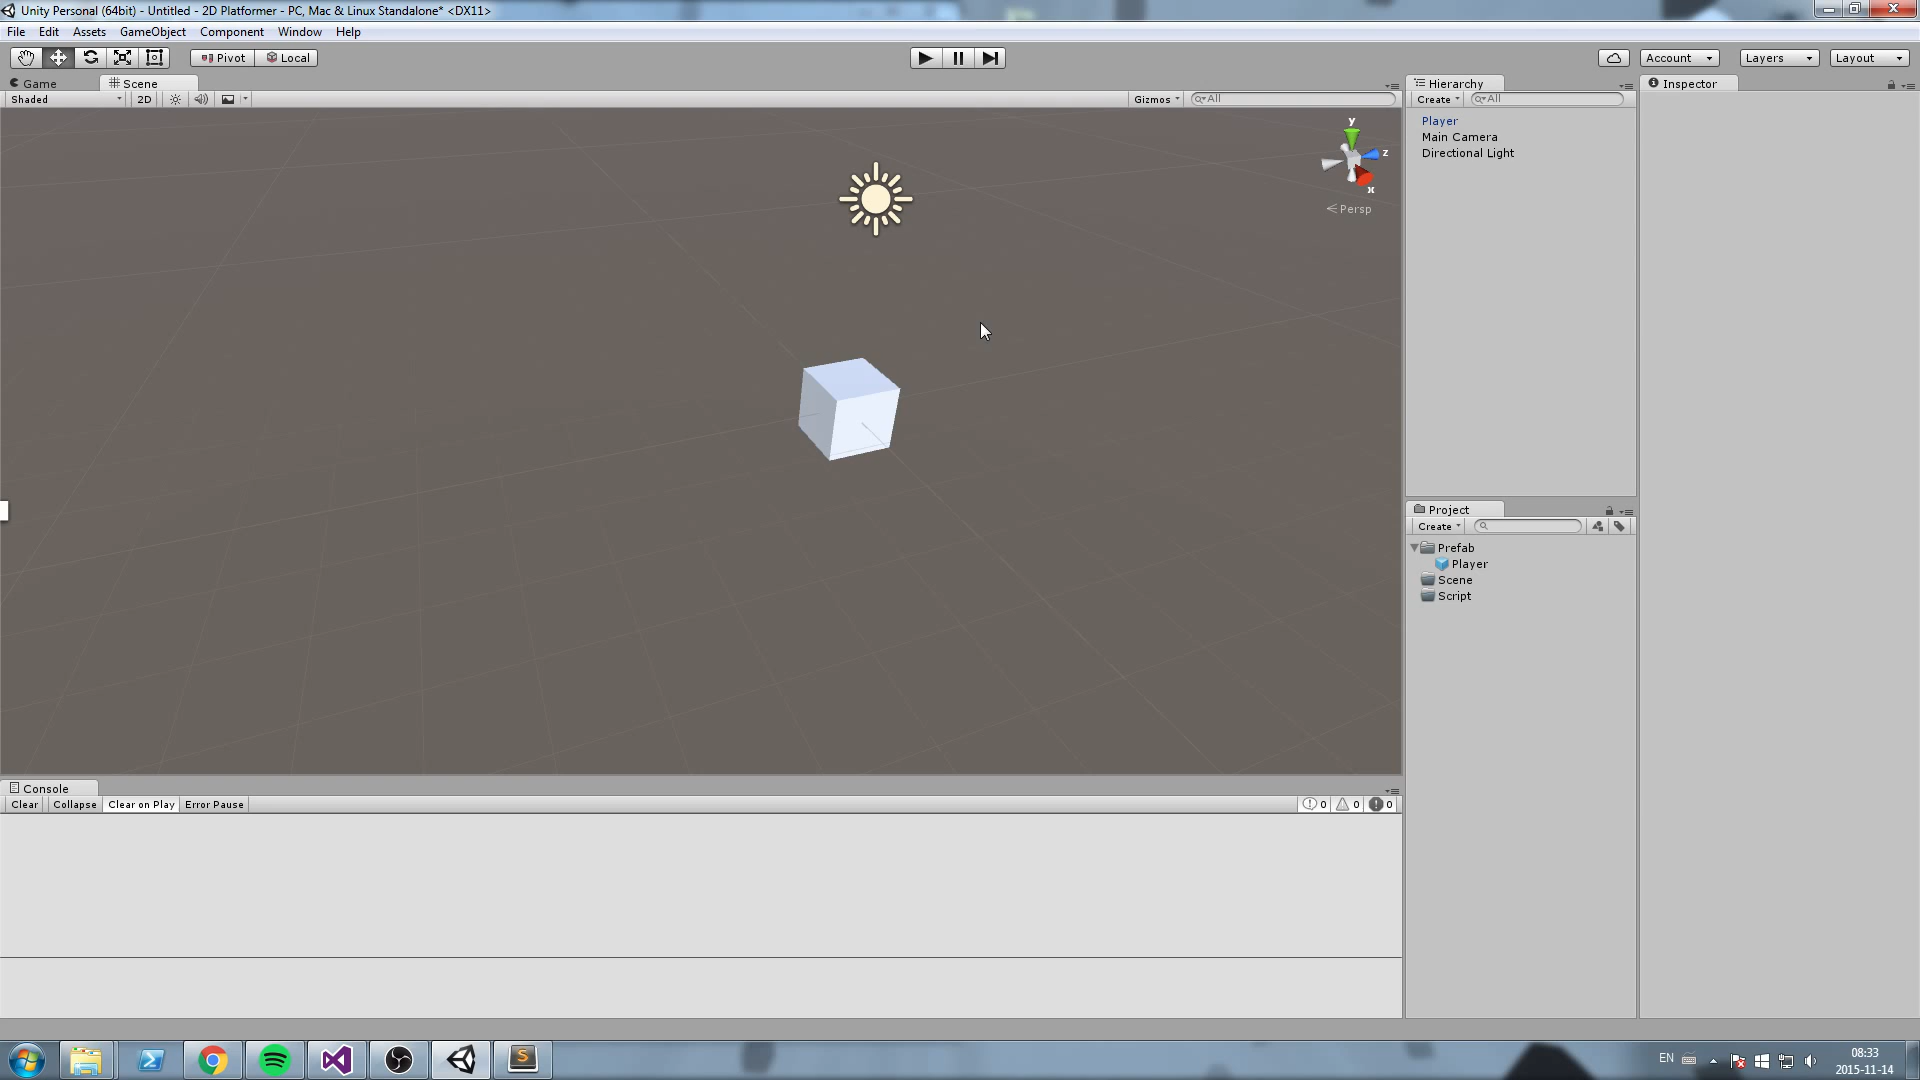 Unity Personal (64bit) - Untitled - 2D Platformer - PC, Mac & Linux Standalone* <DX11>
File Edit Assets GameObject Component Window Help
Pivot Local Account Layers Layout
Game Scene Hierarchy Inspector
Shaded 2D Gizmos All Create All
y
Player
Main Camera
z
Directional Light
x
Persp
Project
Create
Prefab
Player
Scene
Script
Console
Clear Collapse Clear on Play Error Pause 0 0 0
EN 08:33
2015-11-14